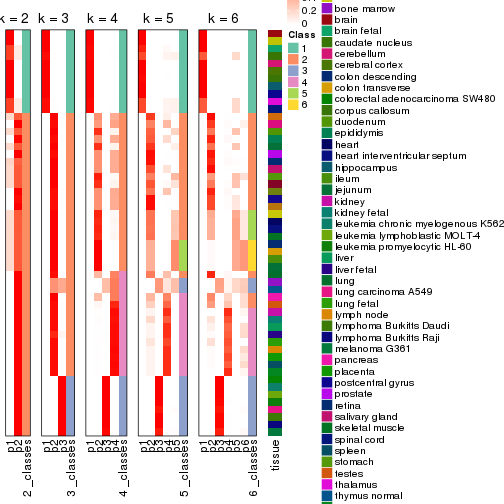 k = 2
k = 3
k = 4
k = 5
k = 6
0.2
0
Class
1
2
3
4
5
6
bone marrow
brain
brain fetal
caudate nucleus
cerebellum
cerebral cortex
colon descending
colon transverse
colorectal adenocarcinoma SW480
corpus callosum
duodenum
epididymis
heart
heart interventricular septum
hippocampus
ileum
jejunum
kidney
kidney fetal
leukemia chronic myelogenous K562
leukemia lymphoblastic MOLT-4
leukemia promyelocytic HL-60
liver
liver fetal
lung
lung carcinoma A549
lung fetal
lymph node
lymphoma Burkitts Daudi
lymphoma Burkitts Raji
melanoma G361
pancreas
placenta
postcentral gyrus
prostate
retina
salivary gland
skeletal muscle
spinal cord
spleen
stomach
testes
thalamus
thymus normal
p1
p2
2_classes
p1
p2
p3
3_classes
p1
p2
p3
p4
4_classes
p1
p2
p3
p4
p5
5_classes
p1
p2
p3
p4
p5
p6
6_classes
tissue